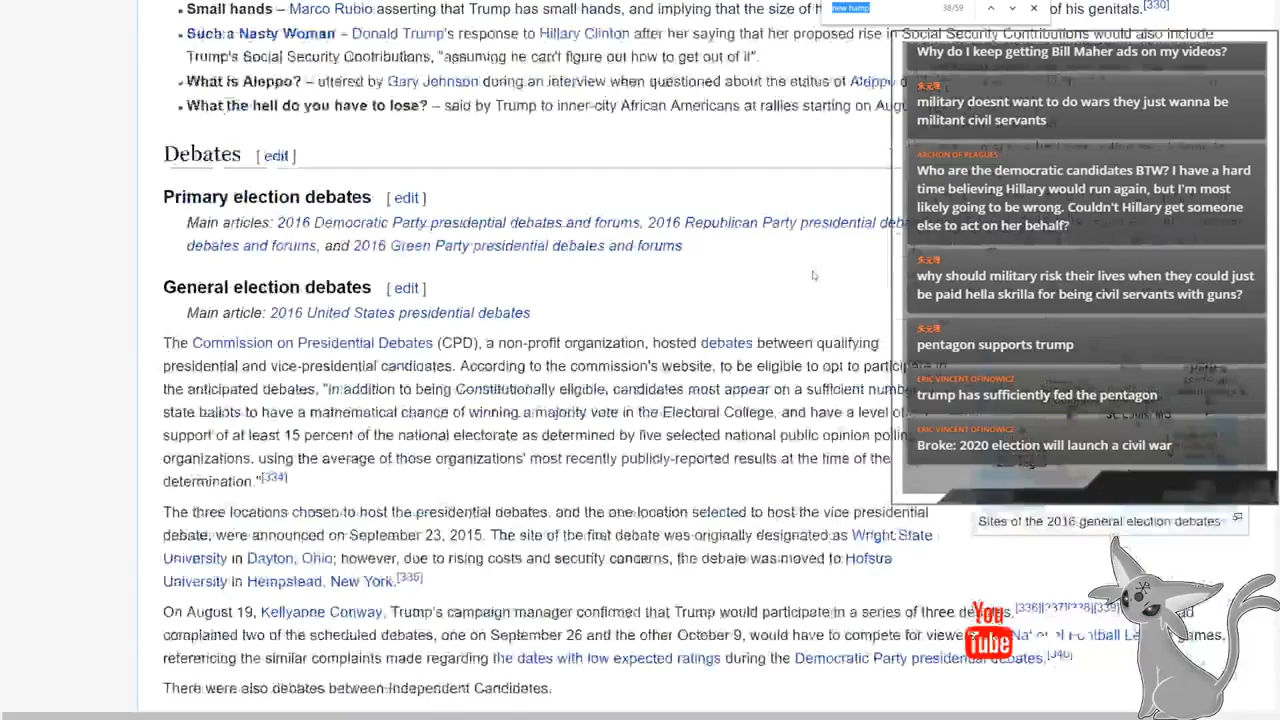 • Small hands – Marco Rubio asserting that Trump has small hands, and implying that the size of of his genitals.[330]
new hamp 38/59
• Such a Nasty Woman – Donald Trump's response to Hillary Clinton after her saying that her proposed rise in Social Security Contributions would also include
Trump's Social Security Contributions, "assuming he can't figure out how to get out of it".
• What is Aleppo? – uttered by Gary Johnson during an interview when questioned about the status of Aleppo
• What the hell do you have to lose? – said by Trump to inner-city African Americans at rallies starting on
Debates [ edit ]
Primary election debates [ edit ]
Main articles: 2016 Democratic Party presidential debates and forums, 2016 Republican Party presidential
debates and forums, and 2016 Green Party presidential debates and forums
General election debates [ edit ]
Main article: 2016 United States presidential debates
The Commission on Presidential Debates (CPD), a non-profit organization, hosted debates between qualifying
presidential and vice-presidential candidates. According to the commission's website, to be eligible to opt to participate in
the anticipated debates, "in addition to being Constitutionally eligible, candidates must appear on a sufficient number
state ballots to have a mathematical chance of winning a majority vote in the Electoral College, and have a level of
support of at least 15 percent of the national electorate as determined by five selected national public opinion
organizations, using the average of those organizations' most recently publicly-reported results at the time of the
determination."[334]
The three locations chosen to host the presidential debates, and the one location selected to host the vice presidential
debate, were announced on September 23, 2015. The site of the first debate was originally designated as Wright State
University in Dayton, Ohio; however, due to rising costs and security concerns, the debate was moved to Hofstra
University in Hempstead, New York.[335]
On August 19, Kellyanne Conway, Trump's campaign manager confirmed that Trump would participate in a series of three debates.[336][337][338][339]
complained two of the scheduled debates, one on September 26 and the other October 9, would have to compete for viewers National Football games,
referencing the similar complaints made regarding the dates with low expected ratings during the Democratic Party presidential debates.[340]
There were also debates between Independent Candidates.
Why do I keep getting Bill Maher ads on my videos?
朱元璋
military doesnt want to do wars they just wanna be
militant civil servants
ARCHON OF PLAGUES
Who are the democratic candidates BTW? I have a hard
time believing Hillary would run again, but I'm most
likely going to be wrong. Couldn't Hillary get someone
else to act on her behalf?
朱元璋
why should military risk their lives when they could just
be paid hella skrilla for being civil servants with guns?
朱元璋
pentagon supports trump
ERIC VINCENT OFINOWICZ
trump has sufficiently fed the pentagon
ERIC VINCENT OFINOWICZ
Broke: 2020 election will launch a civil war
St. Louis, MO
Sites of the 2016 general election debates
You
Tube